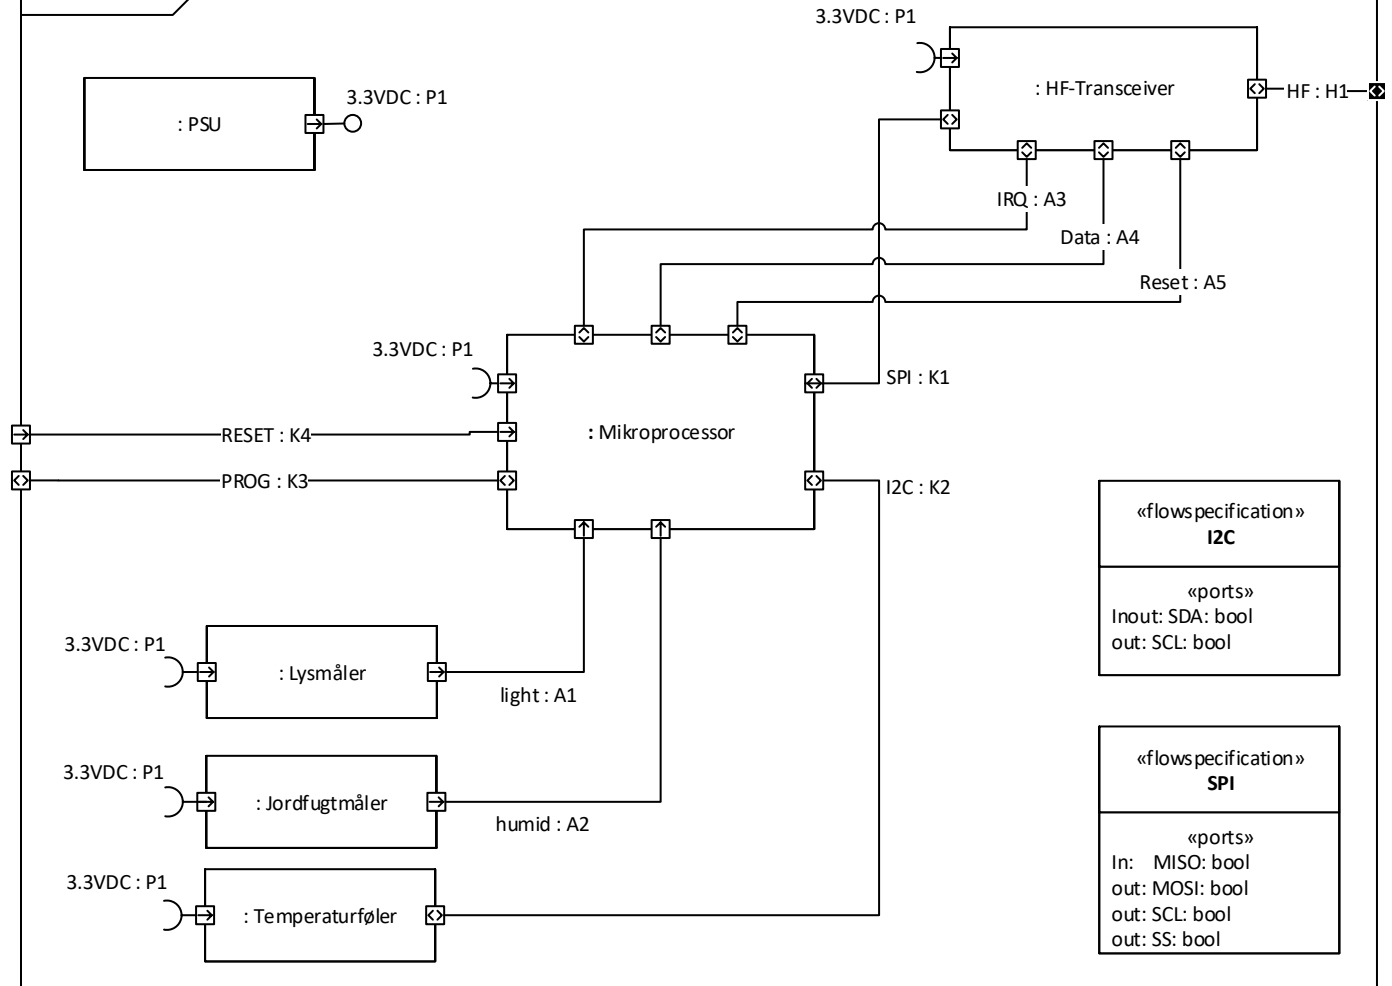 3.3VDC : P1
: HF-Transceiver
HF : H1
3.3VDC : P1
: PSU
IRQ : A3
Data : A4
Reset : A5
3.3VDC : P1
SPI : K1
RESET : K4
: Mikroprocessor
PROG : K3
I2C : K2
«flowspecification»
I2C
«ports»
Inout: SDA: bool
out: SCL: bool
3.3VDC : P1
: Lysmåler
light : A1
3.3VDC : P1
: Jordfugtmåler
humid : A2
3.3VDC : P1
: Temperaturføler
«flowspecification»
SPI
«ports»
In: MISO: bool
out: MOSI: bool
out: SCL: bool
out: SS: bool